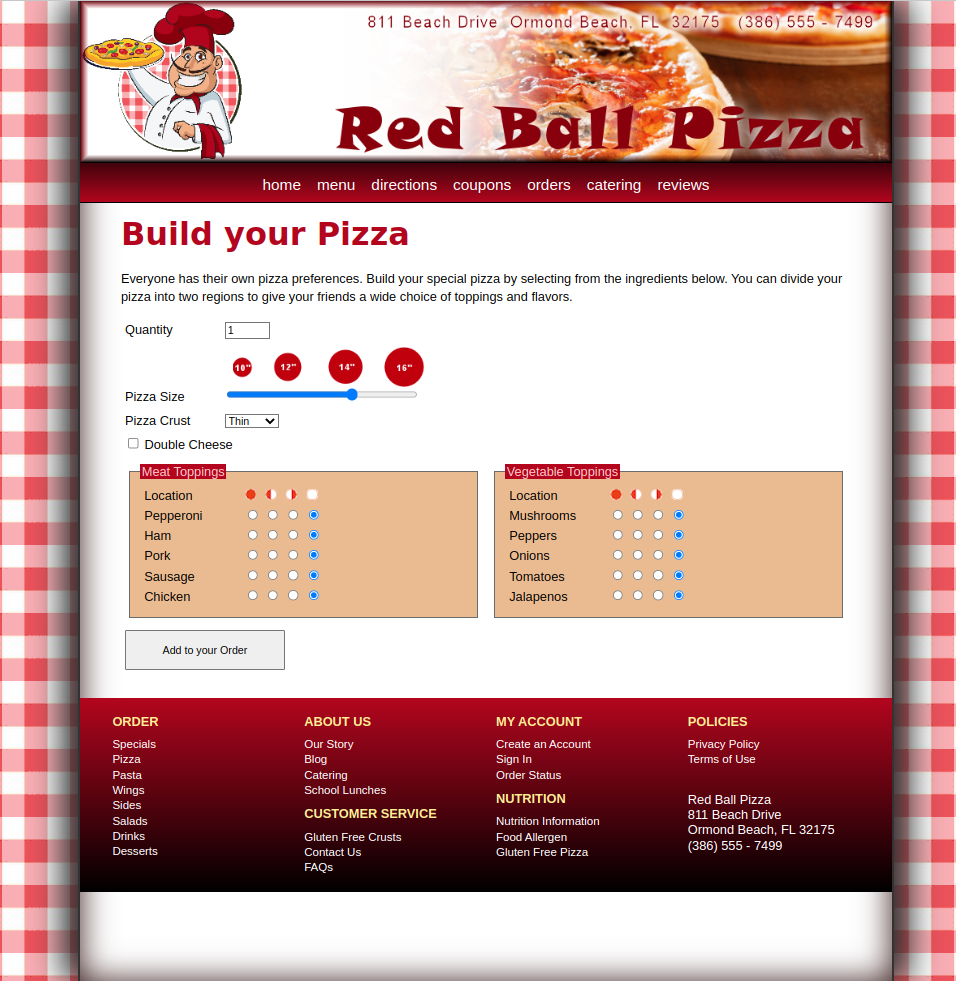 811 Beach Drive Ormond Beach, FL 32175 (386) 555 - 7499
Red Ball Pizza
home menu directions coupons orders catering reviews
Build your Pizza
Everyone has their own pizza preferences. Build your special pizza by selecting from the ingredients below. You can divide your
pizza into two regions to give your friends a wide choice of toppings and flavors.
Quantity 1
10" 12" 14" 16"
Pizza Size
Pizza Crust Thin
Double Cheese
Meat Toppings
Location
Pepperoni
Ham
Pork
Sausage
Chicken
Vegetable Toppings
Location
Mushrooms
Peppers
Onions
Tomatoes
Jalapenos
Add to your Order
ORDER
Specials
Pizza
Pasta
Wings
Sides
Salads
Drinks
Desserts
ABOUT US
Our Story
Blog
Catering
School Lunches
CUSTOMER SERVICE
Gluten Free Crusts
Contact Us
FAQs
MY ACCOUNT
Create an Account
Sign In
Order Status
NUTRITION
Nutrition Information
Food Allergen
Gluten Free Pizza
POLICIES
Privacy Policy
Terms of Use
Red Ball Pizza
811 Beach Drive
Ormond Beach, FL 32175
(386) 555 - 7499